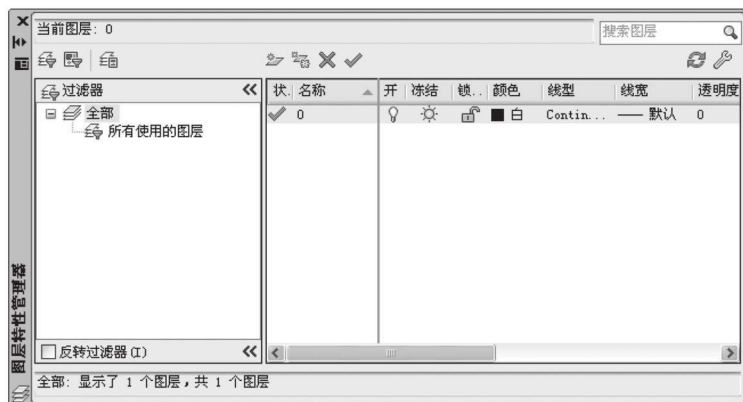 当前图层: 0
搜索图层
过滤器
全部
所有使用的图层
反转过滤器(I)
状. 名称 开 冻结 锁.. 颜色 线型 线宽 透明度
0 白 Contin... 默认 0
全部: 显示了 1 个图层,共 1 个图层
图层特性管理器